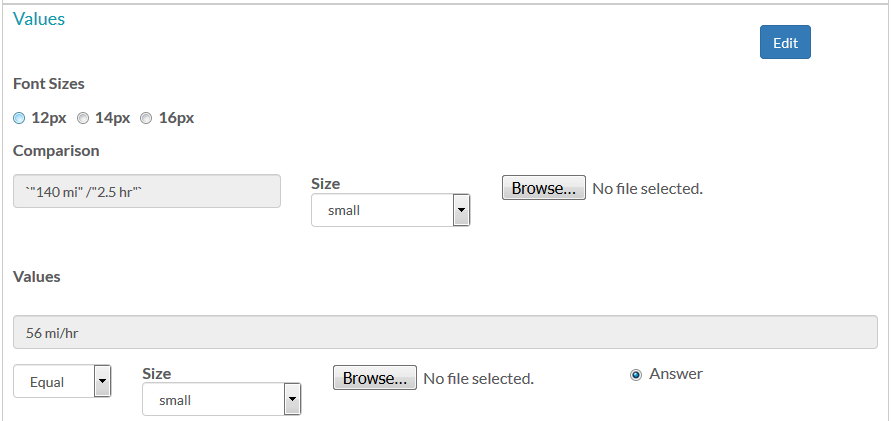 Values
Edit
Font Sizes
12px 14px 16px
Comparison
`"140 mi" /"2.5 hr"`
Size
small
Browse... No file selected.
Values
56 mi/hr
Equal
Size
small
Browse... No file selected.
Answer